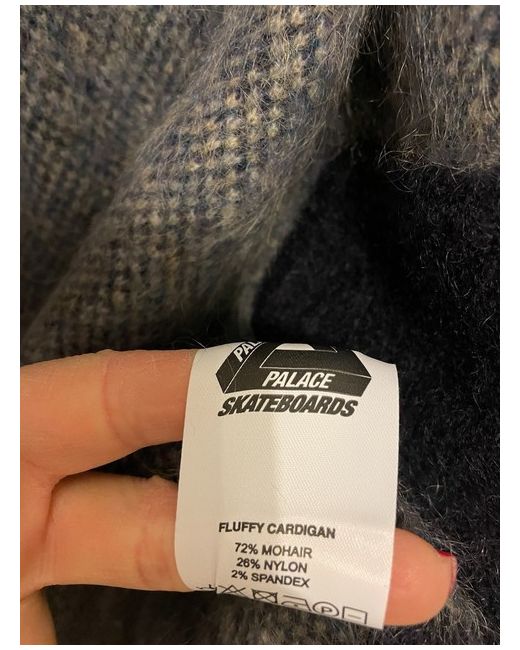 PALACE
SKATEBOARDS
FLUFFY CARDIGAN
72% MOHAIR
26% NYLON
2% SPANDEX
P